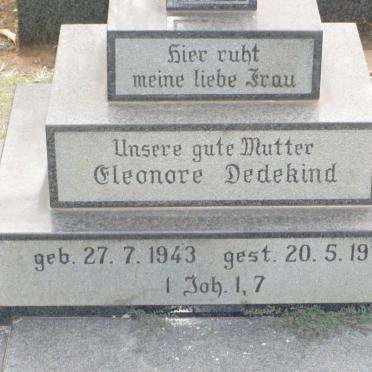 Hier ruht
meine liebe Frau
Unsere gute Mutter
Eleonore Dedekind
geb. 27. 7. 1943 gest. 20. 5. 19
1 Joh. 1, 7